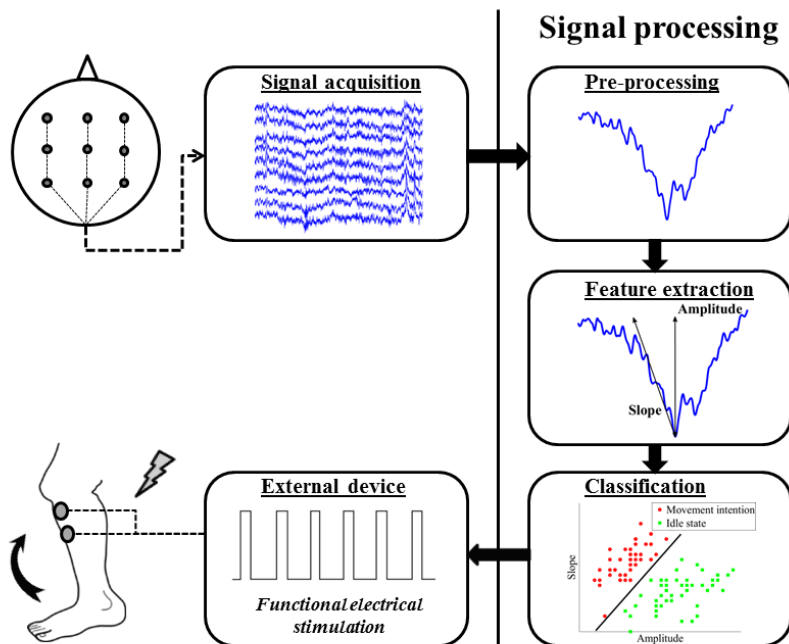 Signal processing
Signal acquisition
Pre-processing
Feature extraction
Amplitude
Slope
Classification
Movement intention
Idle state
Slope
Amplitude
External device
Functional electrical
stimulation